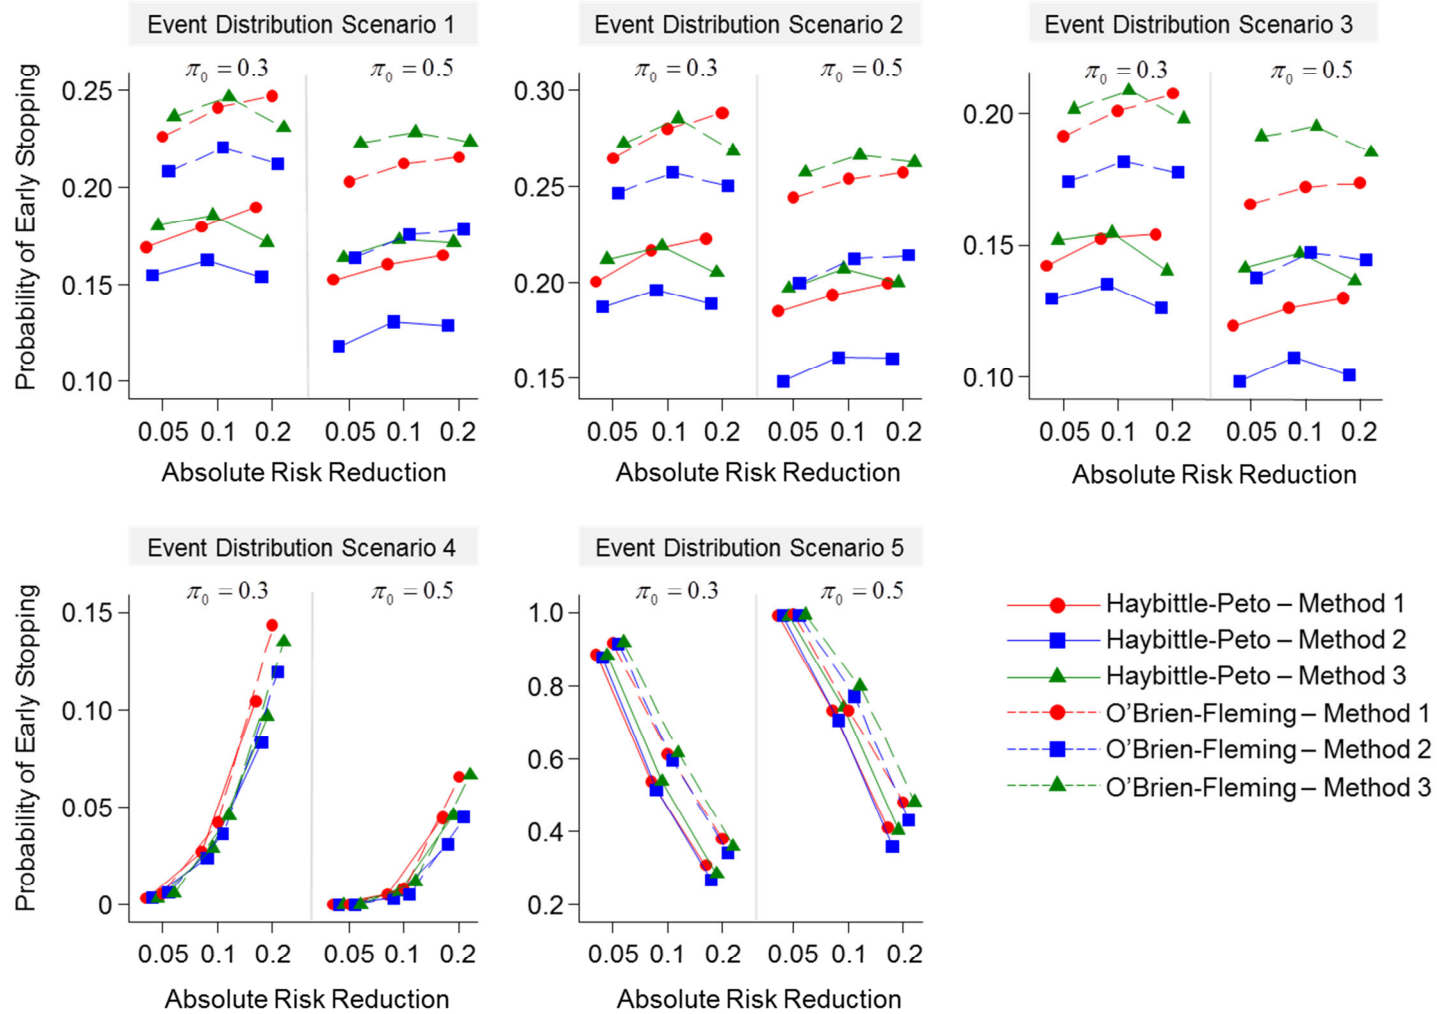 Event Distribution Scenario 1
Event Distribution Scenario 2
Event Distribution Scenario 3
π₀ = 0.3
π₀ = 0.5
π₀ = 0.3
π₀ = 0.5
π₀ = 0.3
π₀ = 0.5
Probability of Early Stopping
0.25
0.20
0.15
0.10
0.30
0.25
0.20
0.15
0.20
0.15
0.10
0.05 0.1 0.2 0.05 0.1 0.2
0.05 0.1 0.2 0.05 0.1 0.2
0.05 0.1 0.2 0.05 0.1 0.2
Absolute Risk Reduction
Absolute Risk Reduction
Absolute Risk Reduction
Event Distribution Scenario 4
Event Distribution Scenario 5
π₀ = 0.3
π₀ = 0.5
π₀ = 0.3
π₀ = 0.5
Probability of Early Stopping
0.15
0.10
0.05
0
1.0
0.8
0.6
0.4
0.2
0.05 0.1 0.2 0.05 0.1 0.2
0.05 0.1 0.2 0.05 0.1 0.2
Absolute Risk Reduction
Absolute Risk Reduction
Haybittle-Peto – Method 1
Haybittle-Peto – Method 2
Haybittle-Peto – Method 3
O'Brien-Fleming – Method 1
O'Brien-Fleming – Method 2
O'Brien-Fleming – Method 3